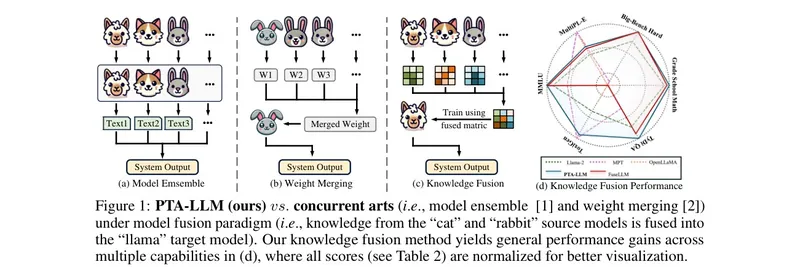 Text1 Text2 Text3
System Output
(a) Model Emsemble
W1 W2 W3
Merged Weight
System Output
(b) Weight Merging
Train using
fused matric
System Output
(c) Knowledge Fusion
Big-Bench Hard
MultiPL-E
Grade School Math
MMLU
TyDi QA
Llama-2 MPT OpenLLaMA
PTA-LLM FuseLLM
(d) Knowledge Fusion Performance
Figure 1: PTA-LLM (ours) vs. concurrent arts (i.e., model ensemble [1] and weight merging [2])
under model fusion paradigm (i.e., knowledge from the “cat” and “rabbit” source models is fused into
the “llama” target model). Our knowledge fusion method yields general performance gains across
multiple capabilities in (d), where all scores (see Table 2) are normalized for better visualization.